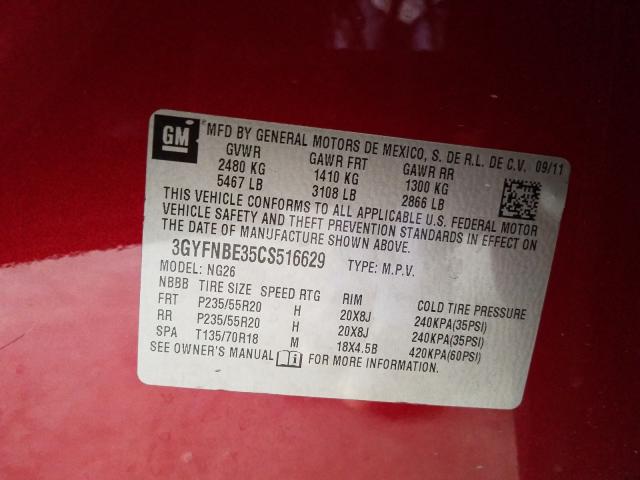 GM MFD BY GENERAL MOTORS DE MEXICO, S. DE R.L. DE C.V. 09/11
GVWR GAWR FRT GAWR RR
2480 KG 1410 KG 1300 KG
5467 LB 3108 LB 2866 LB
THIS VEHICLE CONFORMS TO ALL APPLICABLE U.S. FEDERAL MOTOR
VEHICLE SAFETY AND THEFT PREVENTION STANDARDS IN EFFECT ON
THE DATE OF MANUFACTURE SHOWN ABOVE.
3GYFNBE35CS516629 TYPE: M.P.V.
MODEL: NG26
NBBB TIRE SIZE SPEED RTG RIM COLD TIRE PRESSURE
FRT P235/55R20 H 20X8J 240KPA(35PSI)
RR P235/55R20 H 20X8J 240KPA(35PSI)
SPA T135/70R18 M 18X4.5B 420KPA(60PSI)
SEE OWNER'S MANUAL FOR MORE INFORMATION.